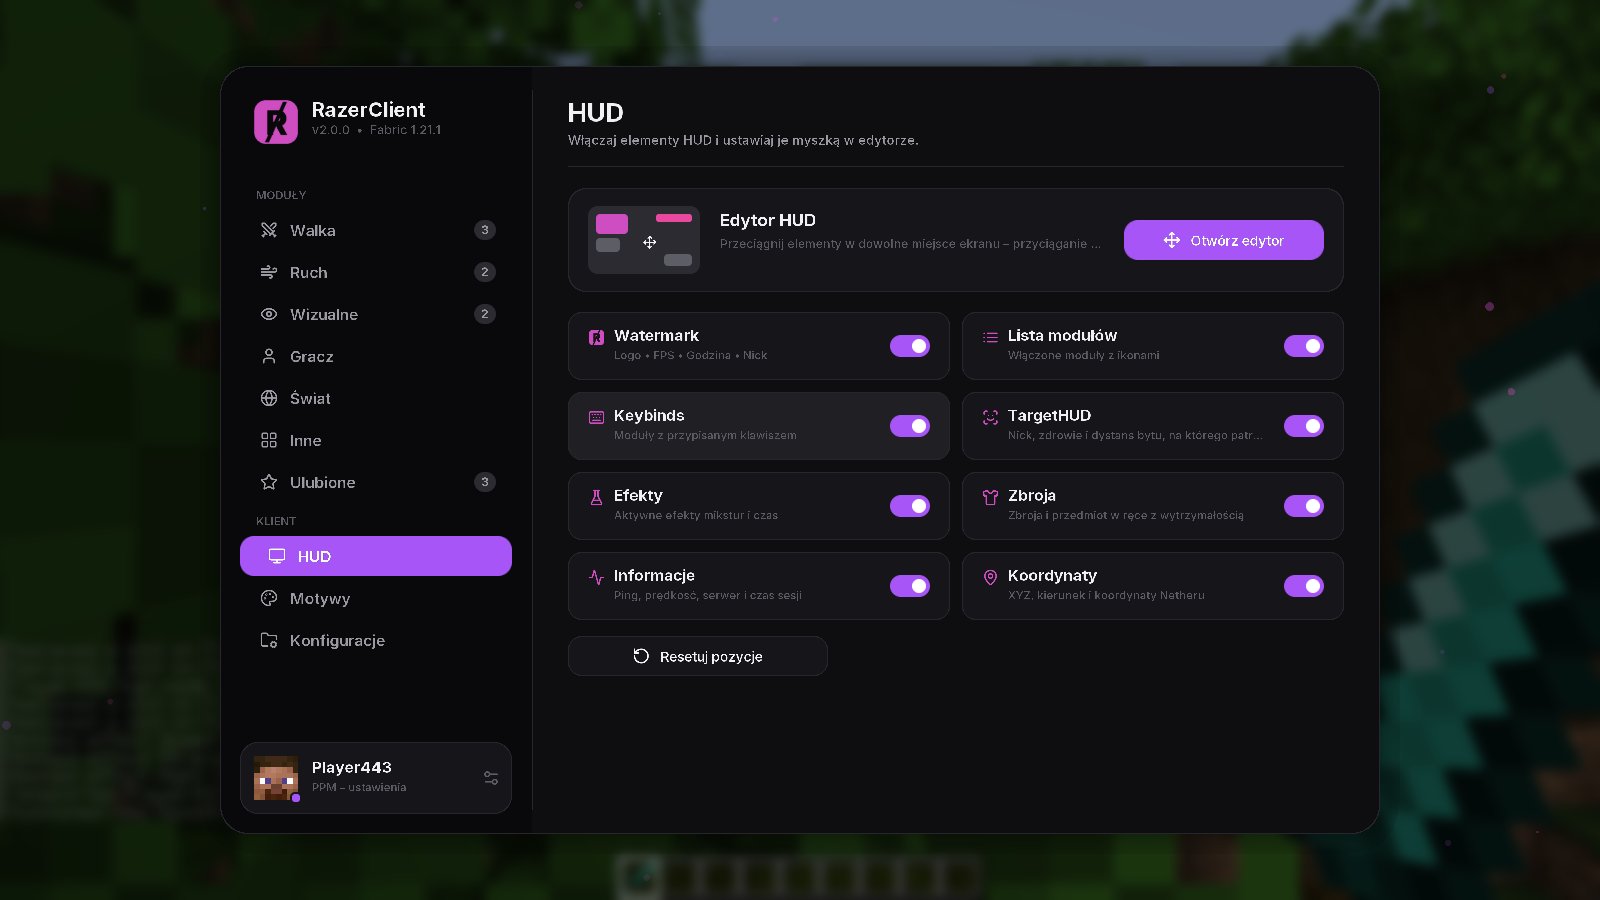 RazerClient
v2.0.0 • Fabric 1.21.1
MODUŁY
Walka 3
Ruch 2
Wizualne 2
Gracz
Świat
Inne
Ulubione 3
KLIENT
HUD
Motywy
Konfiguracje
Player443
PPM – ustawienia
HUD
Włączaj elementy HUD i ustawiaj je myszką w edytorze.
Edytor HUD
Przeciągnij elementy w dowolne miejsce ekranu – przyciąganie ...
Otwórz edytor
Watermark
Logo • FPS • Godzina • Nick
Lista modułów
Włączone moduły z ikonami
Keybinds
Moduły z przypisanym klawiszem
TargetHUD
Nick, zdrowie i dystans bytu, na którego patr...
Efekty
Aktywne efekty mikstur i czas
Zbroja
Zbroja i przedmiot w ręce z wytrzymałością
Informacje
Ping, prędkość, serwer i czas sesji
Koordynaty
XYZ, kierunek i koordynaty Netheru
Resetuj pozycje